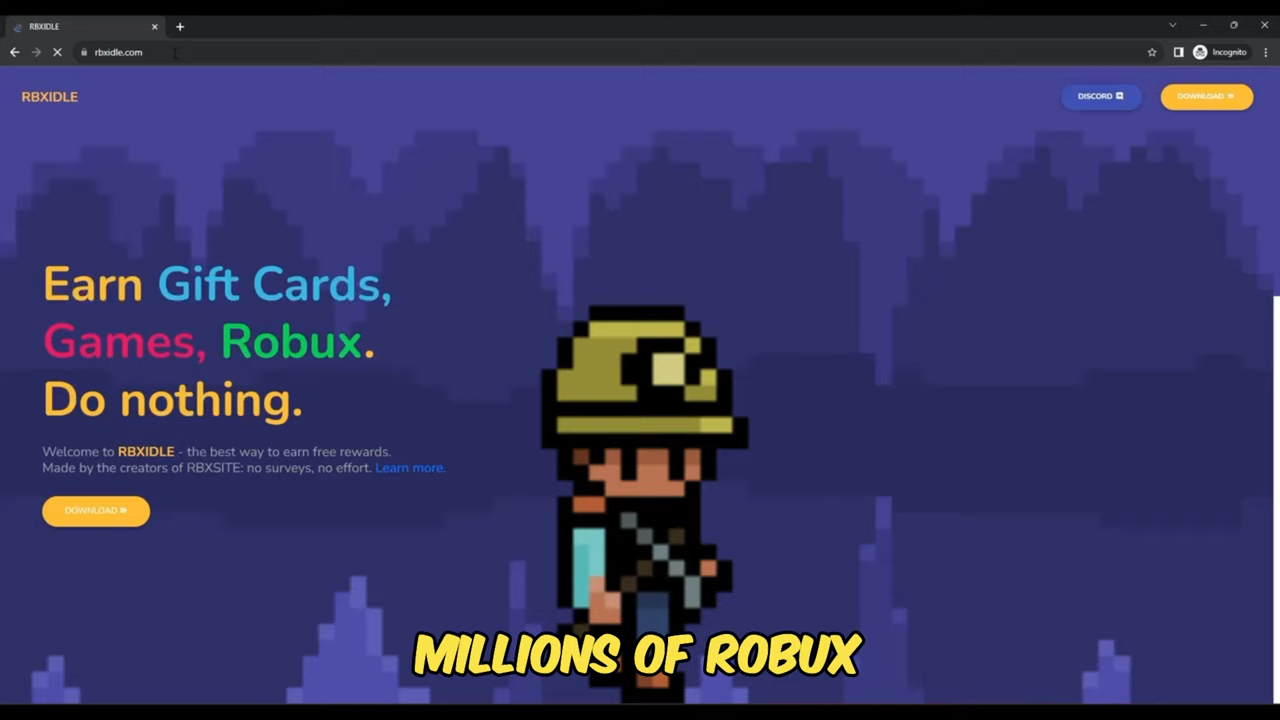 RBXIDLE
rbxidle.com
Incognito
RBXIDLE
DISCORD
DOWNLOAD »
Earn Gift Cards,
Games, Robux.
Do nothing.
Welcome to RBXIDLE - the best way to earn free rewards.
Made by the creators of RBXSITE: no surveys, no effort. Learn more.
DOWNLOAD »
MILLIONS OF ROBUX